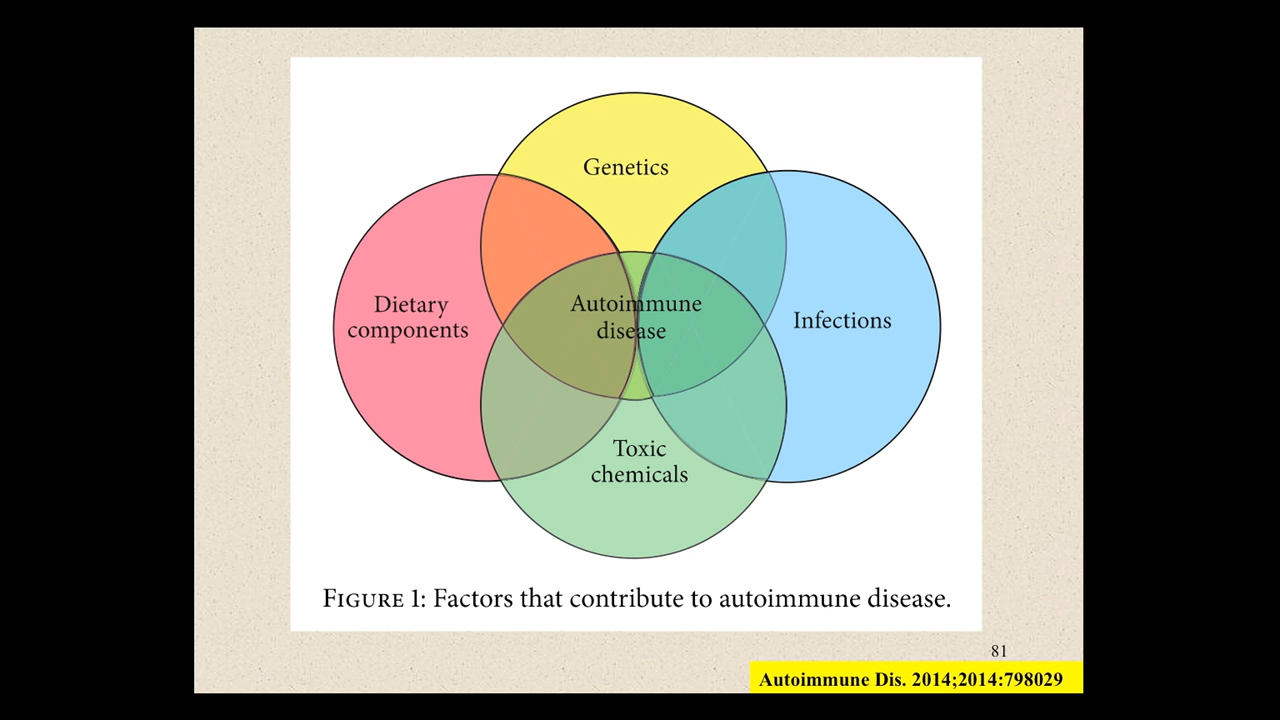 Genetics
Dietary
components
Autoimmune
disease
Infections
Toxic
chemicals
FIGURE 1: Factors that contribute to autoimmune disease.
81
Autoimmune Dis. 2014;2014:798029